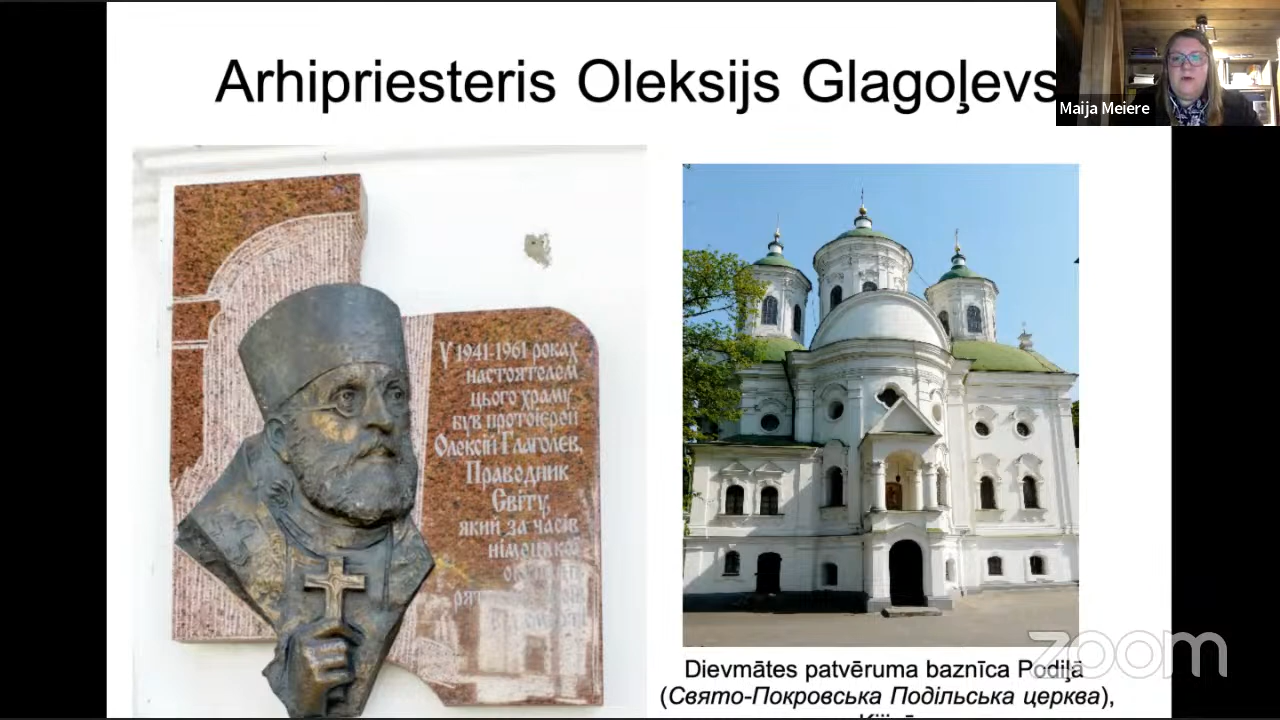 Arhipriesteris Oleksijs Glagoļevs
Maija Meiere
У 1941-1961 роках
настоятелем
цього храму
був протоієрей
Олексій Глаголєв,
Праведник
Світу,
який за часів
німецької
Dievmātes patvēruma baznīca Podiļā
(Свято-Покровська Подільська церква),
zoom